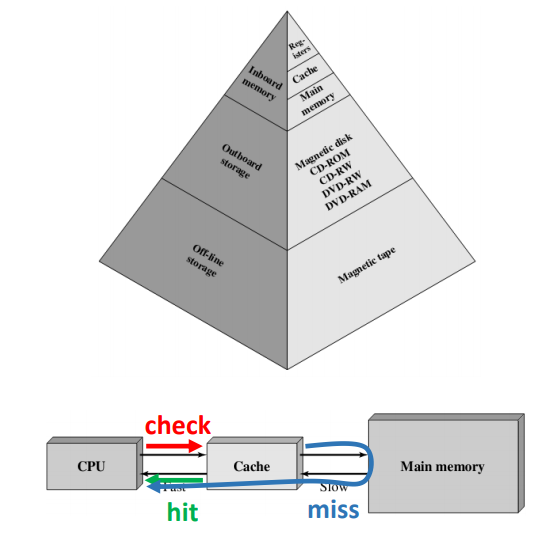 Reg-
isters
Cache
Main
memory
Inboard
memory
Outboard
storage
Magnetic disk
CD-ROM
CD-RW
DVD-RW
DVD-RAM
Off-line
storage
Magnetic tape
check
CPU
Cache
Main memory
Fast
Slow
hit
miss